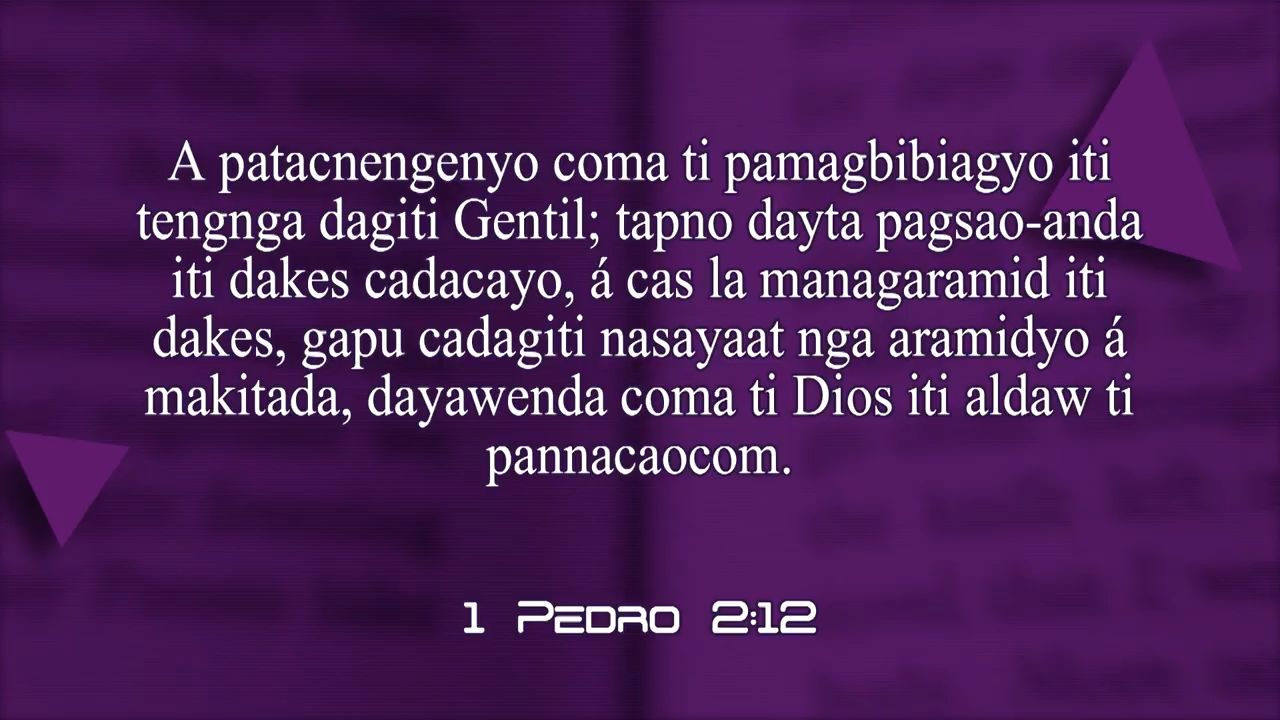 A patacnengenyo coma ti pamagbibiagyo iti
tengnga dagiti Gentil; tapno dayta pagsao-anda
iti dakes cadacayo, á cas la managaramid iti
dakes, gapu cadagiti nasayaat nga aramidyo á
makitada, dayawenda coma ti Dios iti aldaw ti
pannacaocom.
1 Pedro 2:12